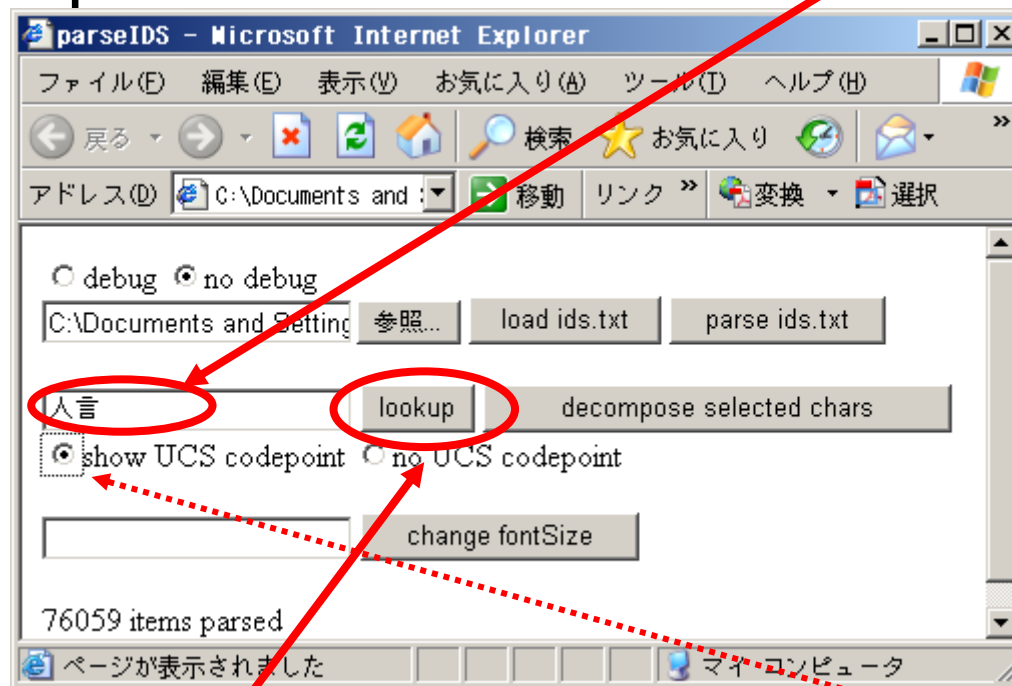 parseIDS - Microsoft Internet Explorer
ファイル(F) 編集(E) 表示(V) お気に入り(A) ツール(T) ヘルプ(H)
戻る 検索 お気に入り »
アドレス(D) C:\Documents and 移動 リンク » 変換 選択
debug no debug
C:\Documents and Setting 参照... load ids.txt parse ids.txt
人言 lookup decompose selected chars
show UCS codepoint no UCS codepoint
change fontSize
76059 items parsed
ページが表示されました マイ コンピュータ